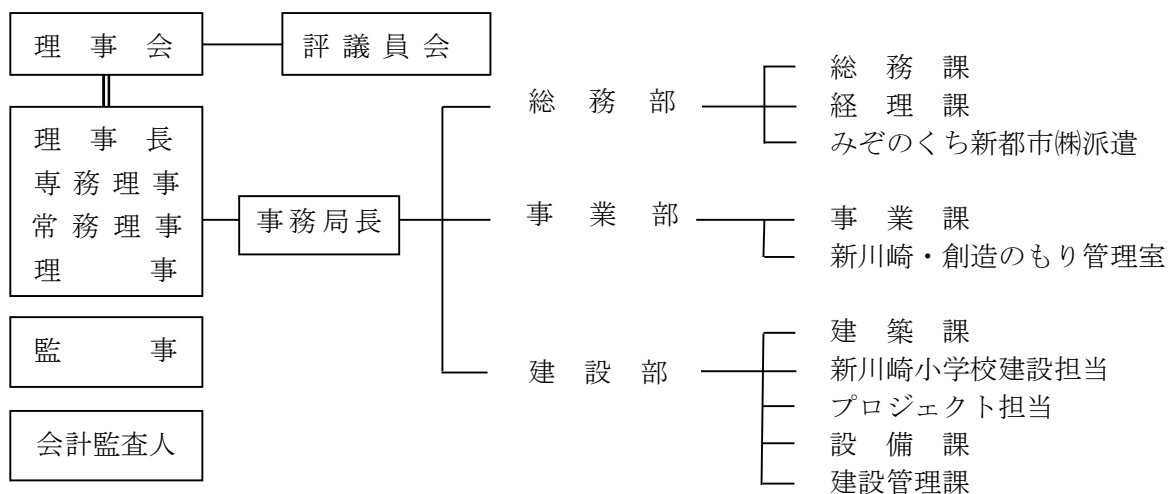 理事会
評議員会
理事長
専務理事
常務理事
理事
監事
会計監査人
事務局長
総務部
総務課
経理課
みぞのくち新都市㈱派遣
事業部
事業課
新川崎・創造のもり管理室
建設部
建築課
新川崎小学校建設担当
プロジェクト担当
設備課
建設管理課